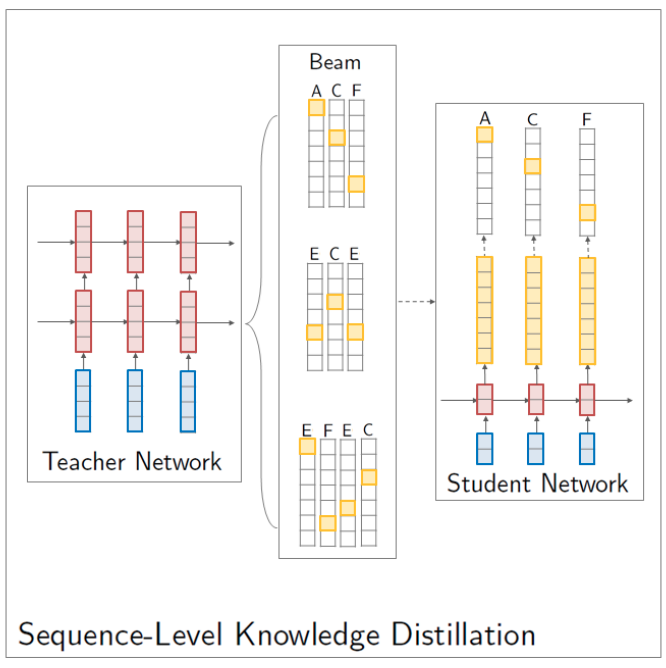 Beam
A C F
E C E
E F E C
Teacher Network
A C F
Student Network
Sequence-Level Knowledge Distillation